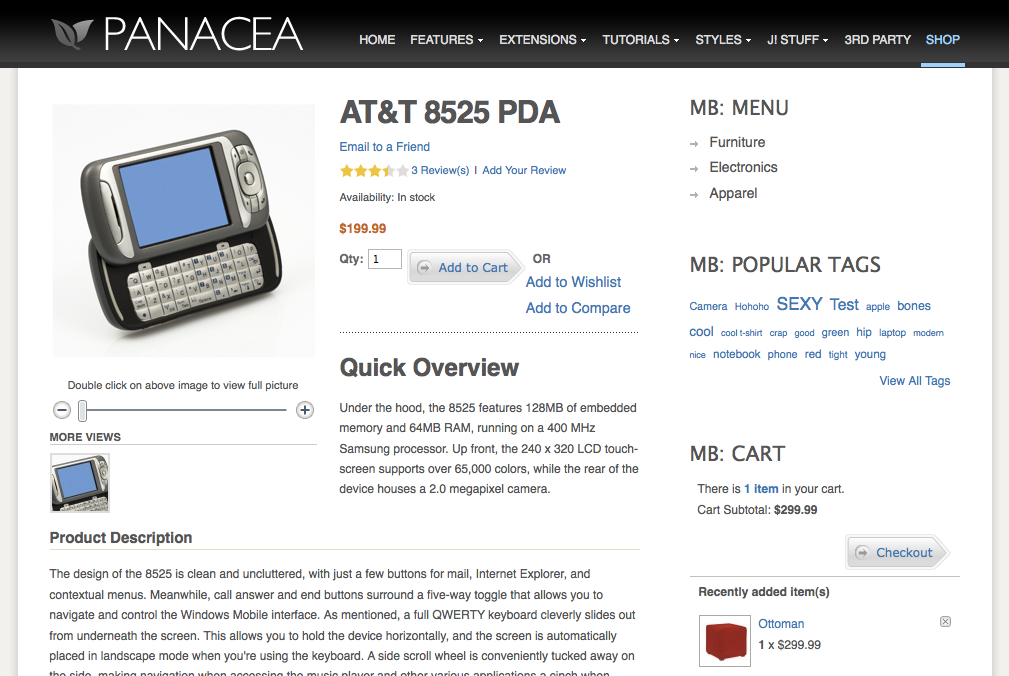 PANACEA
HOME FEATURES EXTENSIONS TUTORIALS STYLES J! STUFF 3RD PARTY SHOP
AT&T 8525 PDA
Email to a Friend
3 Review(s) | Add Your Review
Availability: In stock
$199.99
Qty: 1 Add to Cart OR
Add to Wishlist
Add to Compare
Double click on above image to view full picture
MORE VIEWS
Quick Overview
Under the hood, the 8525 features 128MB of embedded
memory and 64MB RAM, running on a 400 MHz
Samsung processor. Up front, the 240 x 320 LCD touch-
screen supports over 65,000 colors, while the rear of the
device houses a 2.0 megapixel camera.
Product Description
The design of the 8525 is clean and uncluttered, with just a few buttons for mail, Internet Explorer, and
contextual menus. Meanwhile, call answer and end buttons surround a five-way toggle that allows you to
navigate and control the Windows Mobile interface. As mentioned, a full QWERTY keyboard cleverly slides out
from underneath the screen. This allows you to hold the device horizontally, and the screen is automatically
placed in landscape mode when you're using the keyboard. A side scroll wheel is conveniently tucked away on
the side, making navigation when accessing the music player and other various applications a cinch when
MB: MENU
Furniture
Electronics
Apparel
MB: POPULAR TAGS
Camera Hohoho SEXY Test apple bones
cool cool t-shirt crap good green hip laptop modern
nice notebook phone red tight young
View All Tags
MB: CART
There is 1 item in your cart.
Cart Subtotal: $299.99
Checkout
Recently added item(s)
Ottoman
1 x $299.99